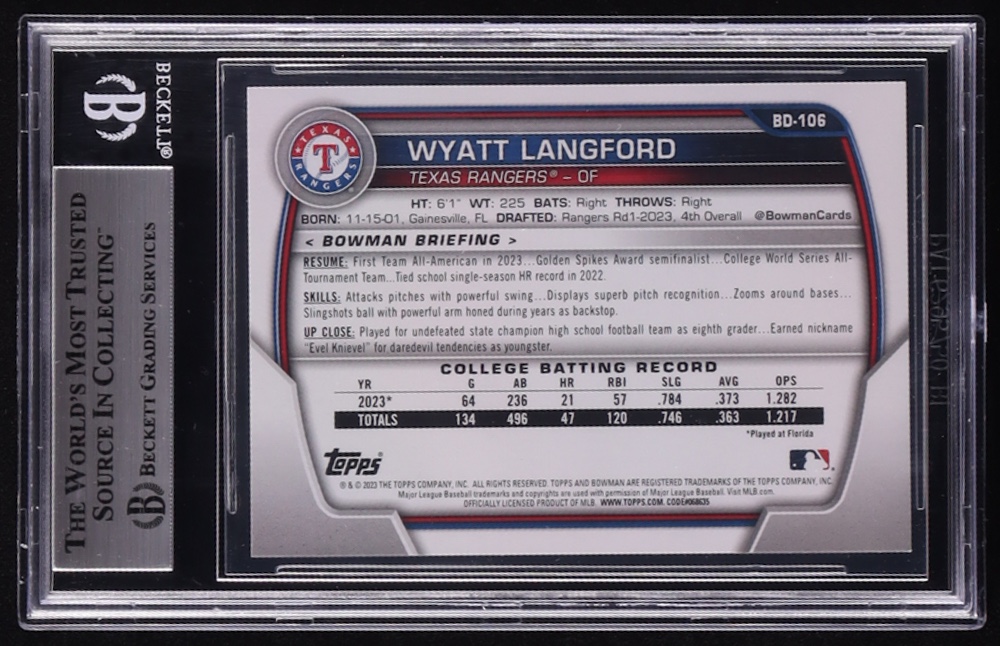 BECKETT®
THE WORLD'S MOST TRUSTED
SOURCE IN COLLECTING™
BECKETT GRADING SERVICES
TEXAS
T
RANGERS
BD-106
WYATT LANGFORD
TEXAS RANGERS® – OF
HT: 6'1" WT: 225 BATS: Right THROWS: Right
BORN: 11-15-01, Gainesville, FL DRAFTED: Rangers Rd1-2023, 4th Overall @BowmanCards
< BOWMAN BRIEFING >
RESUME: First Team All-American in 2023...Golden Spikes Award semifinalist...College World Series All-
Tournament Team...Tied school single-season HR record in 2022.
SKILLS: Attacks pitches with powerful swing...Displays superb pitch recognition...Zooms around bases...
Slingshots ball with powerful arm honed during years as backstop.
UP CLOSE: Played for undefeated state champion high school football team as eighth grader...Earned nickname
"Evel Knievel" for daredevil tendencies as youngster.
COLLEGE BATTING RECORD
YR G AB HR RBI SLG AVG OPS
2023* 64 236 21 57 .784 .373 1.282
TOTALS 134 496 47 120 .746 .363 1.217
*Played at Florida
Topps®
® & © 2023 THE TOPPS COMPANY, INC. ALL RIGHTS RESERVED. TOPPS AND BOWMAN ARE REGISTERED TRADEMARKS OF THE TOPPS COMPANY, INC.
Major League Baseball trademarks and copyrights are used with permission of Major League Baseball. Visit MLB.com.
OFFICIALLY LICENSED PRODUCT OF MLB. WWW.TOPPS.COM. CODE#068635